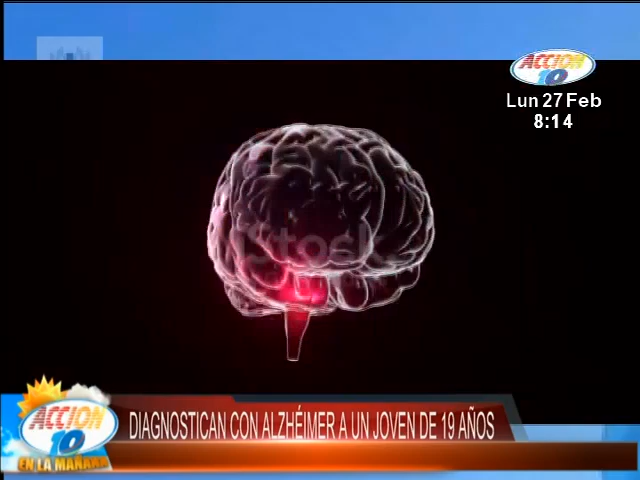 ACCION
10
Lun 27 Feb
8:14
iStock
ACCION
10
EN LA MAÑANA
DIAGNOSTICAN CON ALZHÉIMER A UN JOVEN DE 19 AÑOS